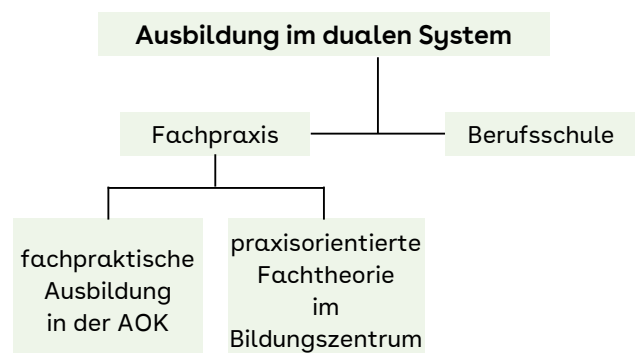 Ausbildung im dualen System
Fachpraxis
Berufsschule
fachpraktische
Ausbildung
in der AOK
praxisorientierte
Fachtheorie
im
Bildungszentrum